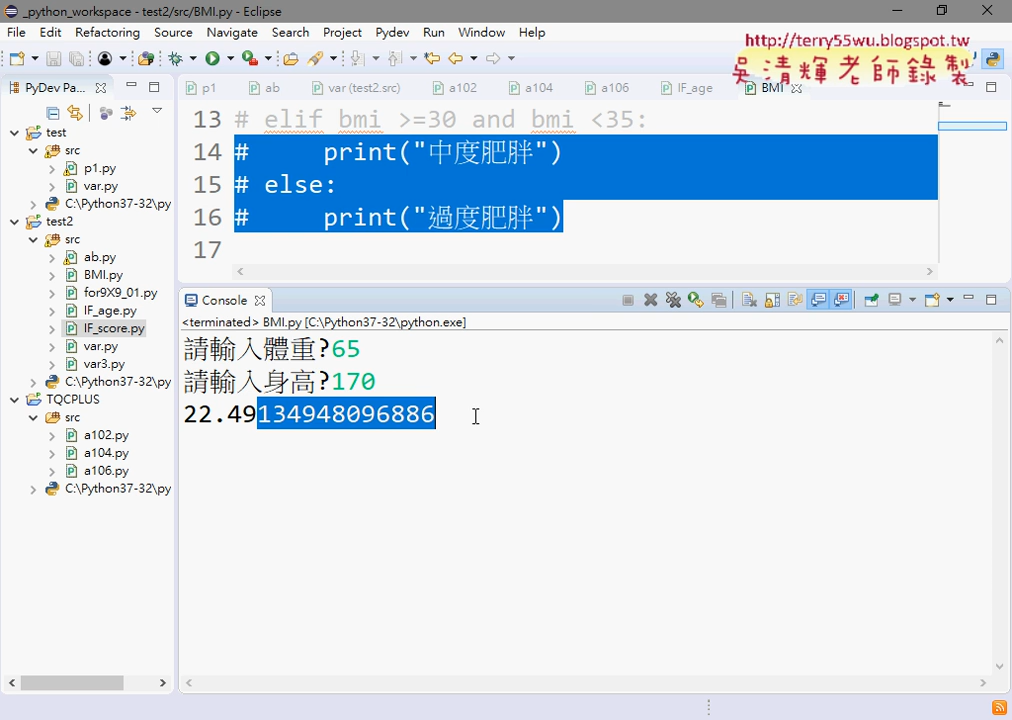 _python_workspace - test2/src/BMI.py - Eclipse
File Edit Refactoring Source Navigate Search Project Pydev Run Window Help
http://terry55wu.blogspot.tw
吳清輝老師錄製
PyDev Pa...
p1 ab var (test2.src) a102 a104 a106 IF_age BMI
test
src
p1.py
var.py
C:\Python37-32\py
test2
src
ab.py
BMI.py
for9X9_01.py
IF_age.py
IF_score.py
var.py
var3.py
C:\Python37-32\py
TQCPLUS
src
a102.py
a104.py
a106.py
C:\Python37-32\py
13 # elif bmi >=30 and bmi <35:
14 #     print("中度肥胖")
15 # else:
16 #     print("過度肥胖")
17
Console
<terminated> BMI.py [C:\Python37-32\python.exe]
請輸入體重?65
請輸入身高?170
22.49134948096886